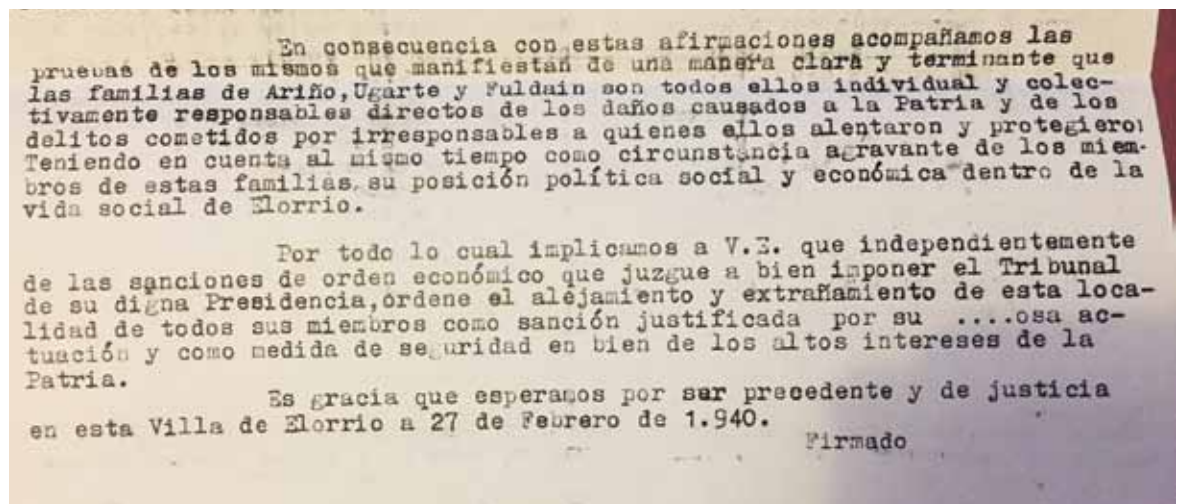 En consecuencia con estas afirmaciones acompañamos las
pruebas de los mismos que manifiestan de una manera clara y terminante que
las familias de Ariño,Ugarte y Fuldain son todos ellos individual y colec-
tivamente responsables directos de los daños causados a la Patria y de los
delitos cometidos por irresponsables a quienes ellos alentaron y protegieron
Teniendo en cuenta al mismo tiempo como circunstancia agravante de los miem-
bros de estas familias su posición política social y económica dentro de la
vida social de Elorrio.
Por todo lo cual implicamos a V.E. que independientemente
de las sanciones de orden económico que juzgue a bien imponer el Tribunal
de su digna Presidencia,ordene el alejamiento y extrañamiento de esta loca-
lidad de todos sus miembros como sanción justificada por su ....osa ac-
tuación y como medida de seguridad en bien de los altos intereses de la
Patria.
Es gracia que esperamos por ser precedente y de justicia
en esta Villa de Elorrio a 27 de Febrero de 1.940.
Firmado